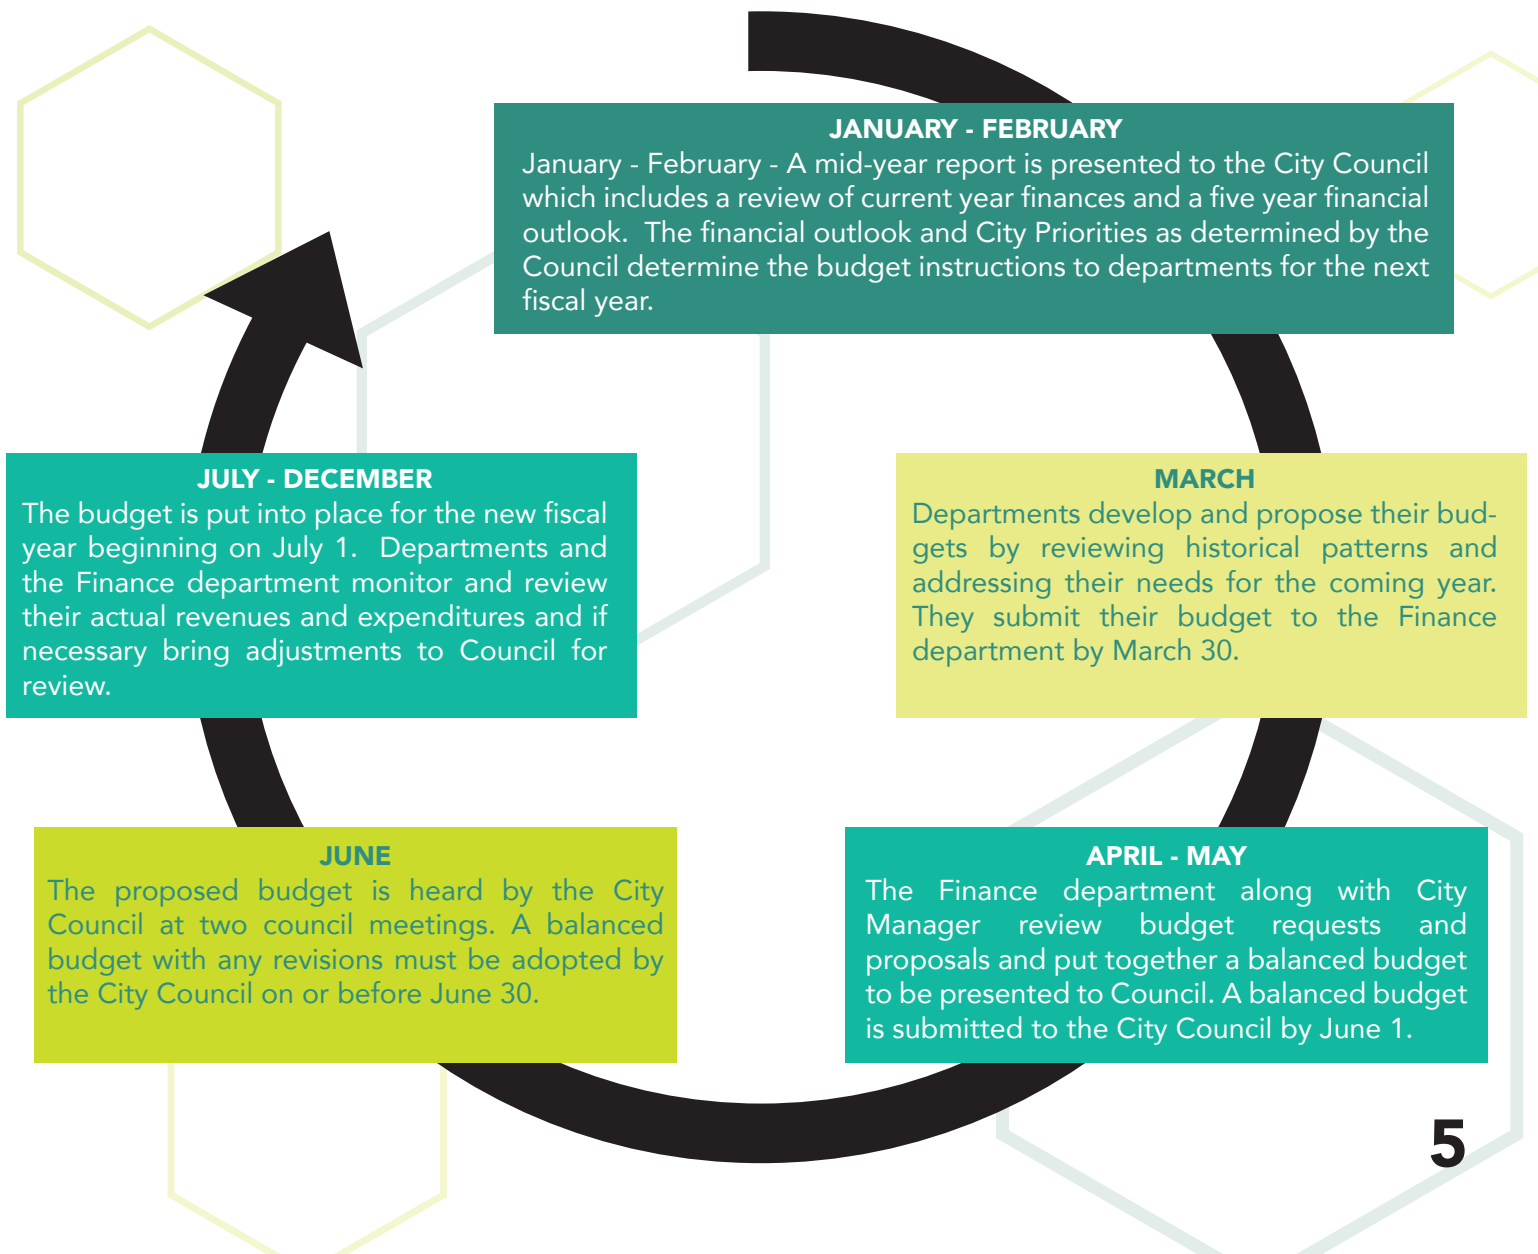 JANUARY - FEBRUARY
January - February - A mid-year report is presented to the City Council
which includes a review of current year finances and a five year financial
outlook.  The financial outlook and City Priorities as determined by the
Council determine the budget instructions to departments for the next
fiscal year.
MARCH
Departments develop and propose their bud-
gets by reviewing historical patterns and
addressing their needs for the coming year.
They submit their budget to the Finance
department by March 30.
APRIL - MAY
The Finance department along with City
Manager review budget requests and
proposals and put together a balanced budget
to be presented to Council. A balanced budget
is submitted to the City Council by June 1.
JUNE
The proposed budget is heard by the City
Council at two council meetings. A balanced
budget with any revisions must be adopted by
the City Council on or before June 30.
JULY - DECEMBER
The budget is put into place for the new fiscal
year beginning on July 1.  Departments and
the Finance department monitor and review
their actual revenues and expenditures and if
necessary bring adjustments to Council for
review.
5